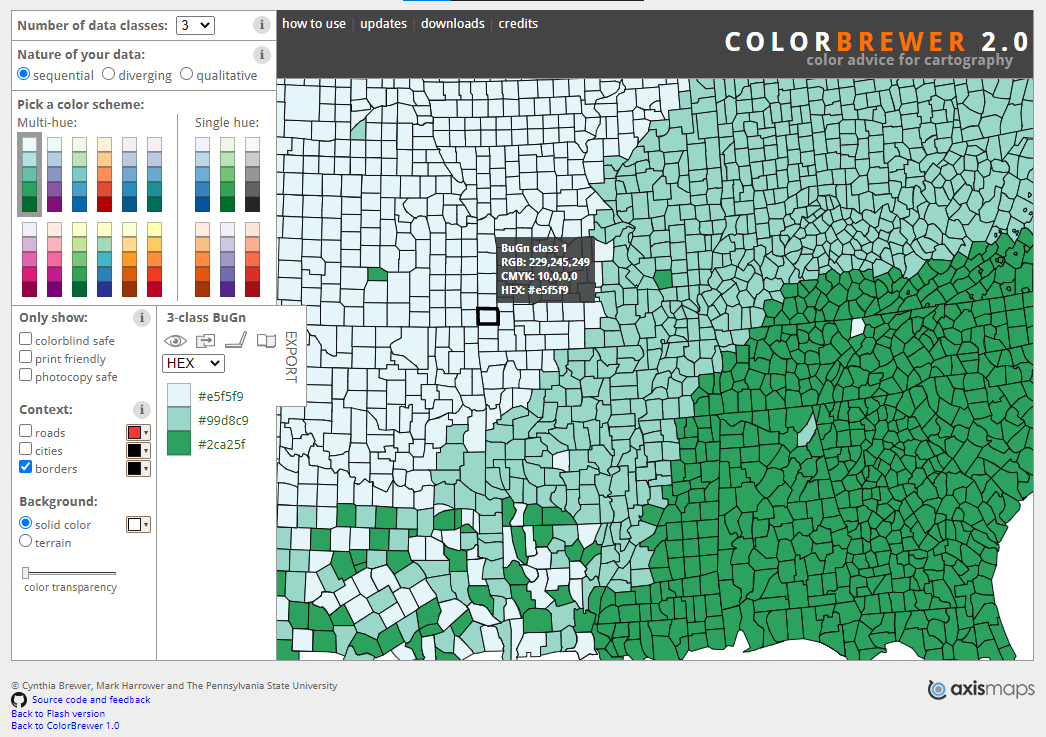 Number of data classes: 3 i
how to use | updates | downloads | credits
COLORBREWER 2.0
color advice for cartography
Nature of your data: i
sequential diverging qualitative
Pick a color scheme:
Multi-hue: Single hue:
BuGn class 1
RGB: 229,245,249
CMYK: 10,0,0,0
HEX: #e5f5f9
Only show: i
colorblind safe
print friendly
photocopy safe
Context: i
roads
cities
borders
Background:
solid color
terrain
color transparency
3-class BuGn
EXPORT
HEX
#e5f5f9
#99d8c9
#2ca25f
© Cynthia Brewer, Mark Harrower and The Pennsylvania State University
Source code and feedback
Back to Flash version
Back to ColorBrewer 1.0
axismaps